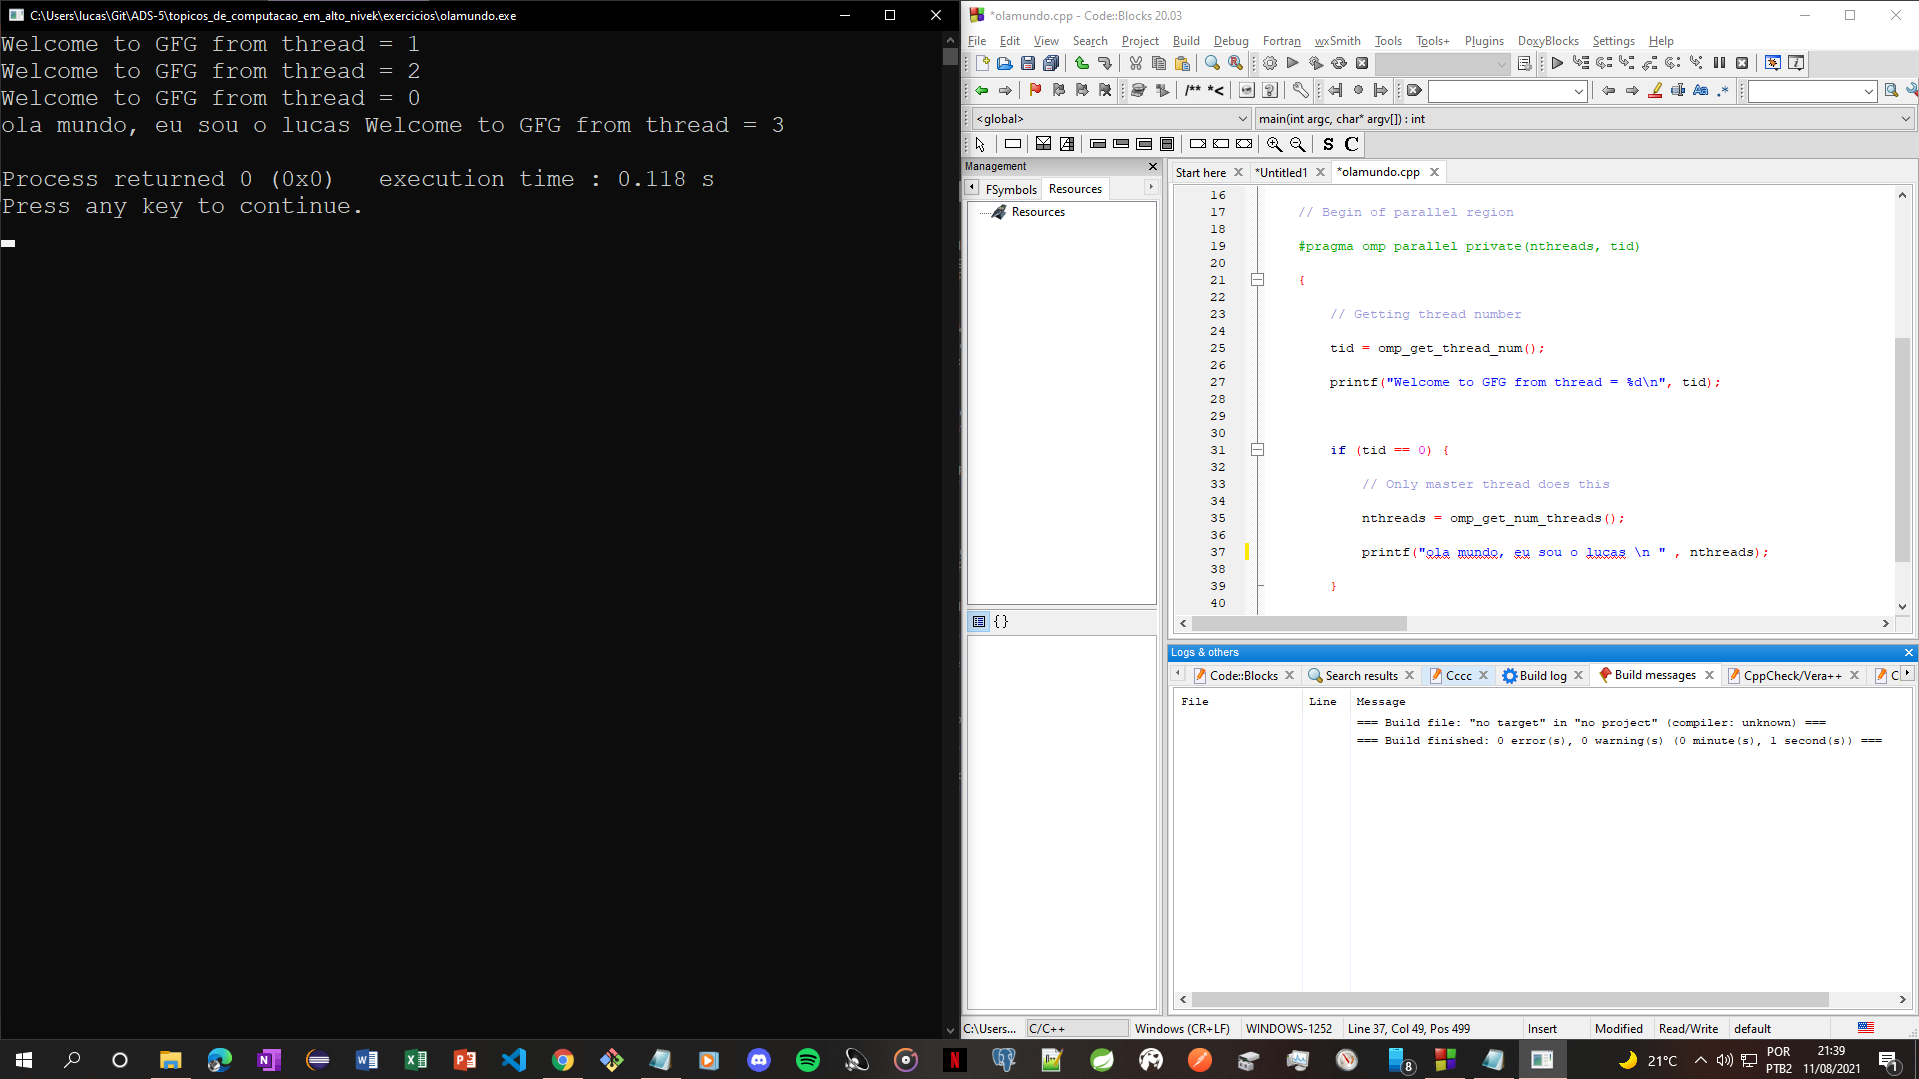 C:\Users\lucas\Git\ADS-5\topicos_de_computacao_em_alto_nivek\exercicios\olamundo.exe
Welcome to GFG from thread = 1
Welcome to GFG from thread = 2
Welcome to GFG from thread = 0
ola mundo, eu sou o lucas Welcome to GFG from thread = 3
Process returned 0 (0x0)   execution time : 0.118 s
Press any key to continue.
*olamundo.cpp - Code::Blocks 20.03
File Edit View Search Project Build Debug Fortran wxSmith Tools Tools+ Plugins DoxyBlocks Settings Help
/** *<
Aa .*
<global> main(int argc, char* argv[]) : int
S C
Management
FSymbols Resources
Resources
{}
Start here *Untitled1 *olamundo.cpp
16
17 // Begin of parallel region
18
19 #pragma omp parallel private(nthreads, tid)
20
21 {
22
23 // Getting thread number
24
25 tid = omp_get_thread_num();
26
27 printf("Welcome to GFG from thread = %d\n", tid);
28
29
30
31 if (tid == 0) {
32
33 // Only master thread does this
34
35 nthreads = omp_get_num_threads();
36
37 printf("ola mundo, eu sou o lucas \n " , nthreads);
38
39 }
40
Logs & others
Code::Blocks Search results Cccc Build log Build messages CppCheck/Vera++ C
File Line Message
=== Build file: "no target" in "no project" (compiler: unknown) ===
=== Build finished: 0 error(s), 0 warning(s) (0 minute(s), 1 second(s)) ===
C:\Users... C/C++ Windows (CR+LF) WINDOWS-1252 Line 37, Col 49, Pos 499 Insert Modified Read/Write default
21°C POR 21:39
PTB2 11/08/2021
8 1